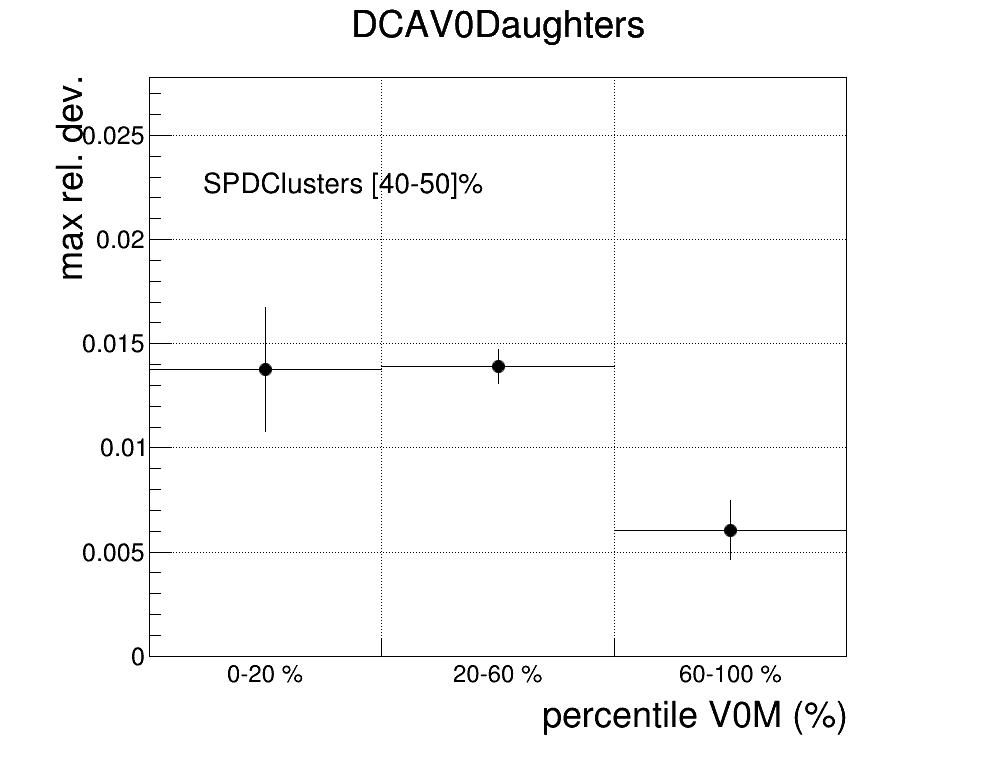 DCAV0Daughters
max rel. dev.
0.025
SPDClusters [40-50]%
0.02
0.015
0.01
0.005
0
0-20 % 20-60 % 60-100 %
percentile V0M (%)